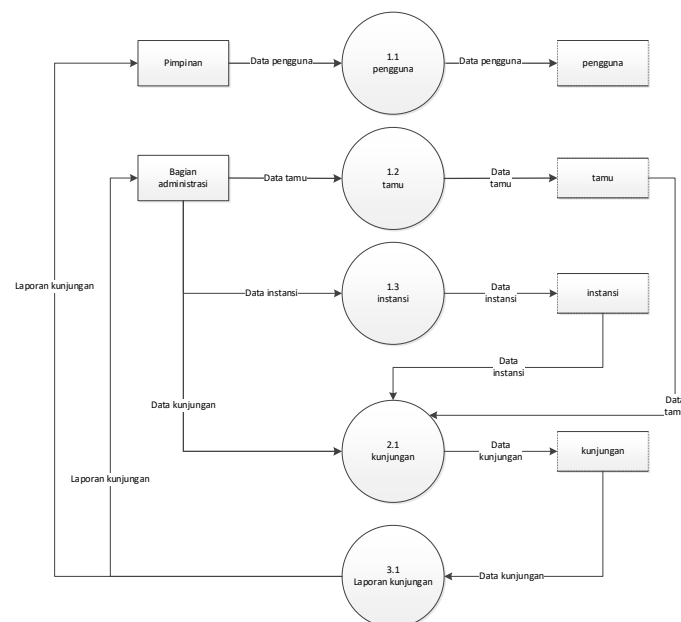 Pimpinan
Data pengguna
1.1
pengguna
Data pengguna
pengguna
Bagian
administrasi
Data tamu
1.2
tamu
Data
tamu
tamu
Laporan kunjungan
Data instansi
1.3
instansi
Data
instansi
instansi
Data
instansi
Data kunjungan
2.1
kunjungan
Data
kunjungan
kunjungan
Laporan kunjungan
3.1
Laporan kunjungan
Data kunjungan